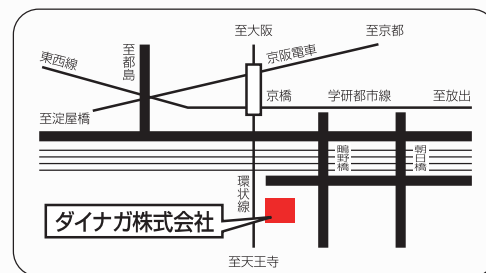 至大阪
至京都
東西線
至都島
京阪電車
京橋
学研都市線
至放出
至淀屋橋
鴫野橋
朝日橋
環状線
ダイナガ株式会社
至天王寺